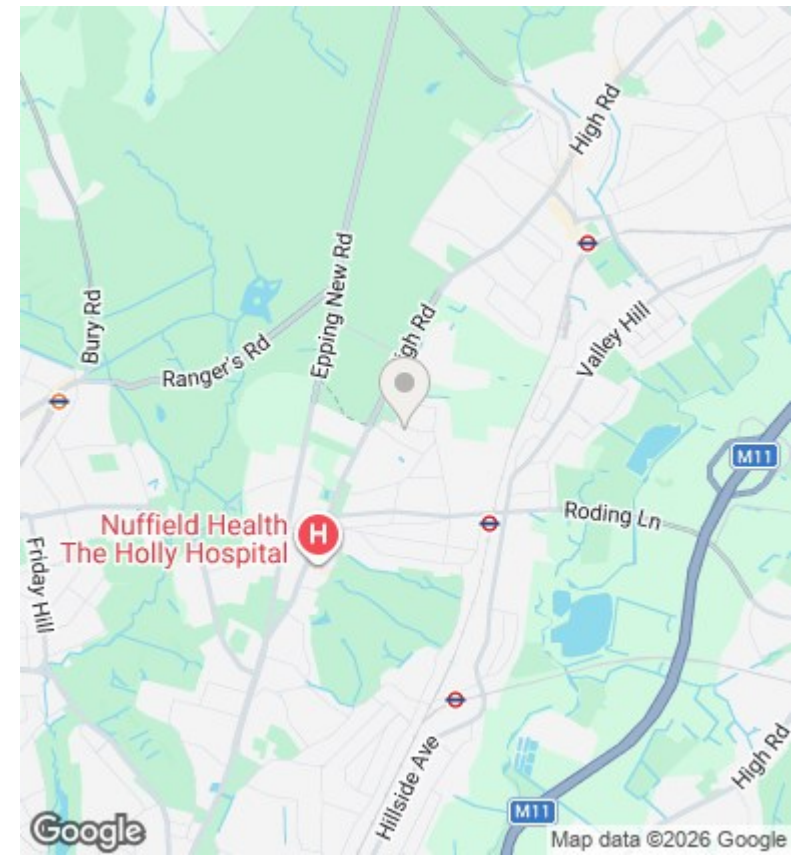 High Rd
Epping New Rd
Bury Rd
Ranger's Rd
High Rd
Valley Hill
M11
Nuffield Health
The Holly Hospital
H
Roding Ln
Friday Hill
Hillside Ave
High Rd
M11
Google
Map data ©2026 Google